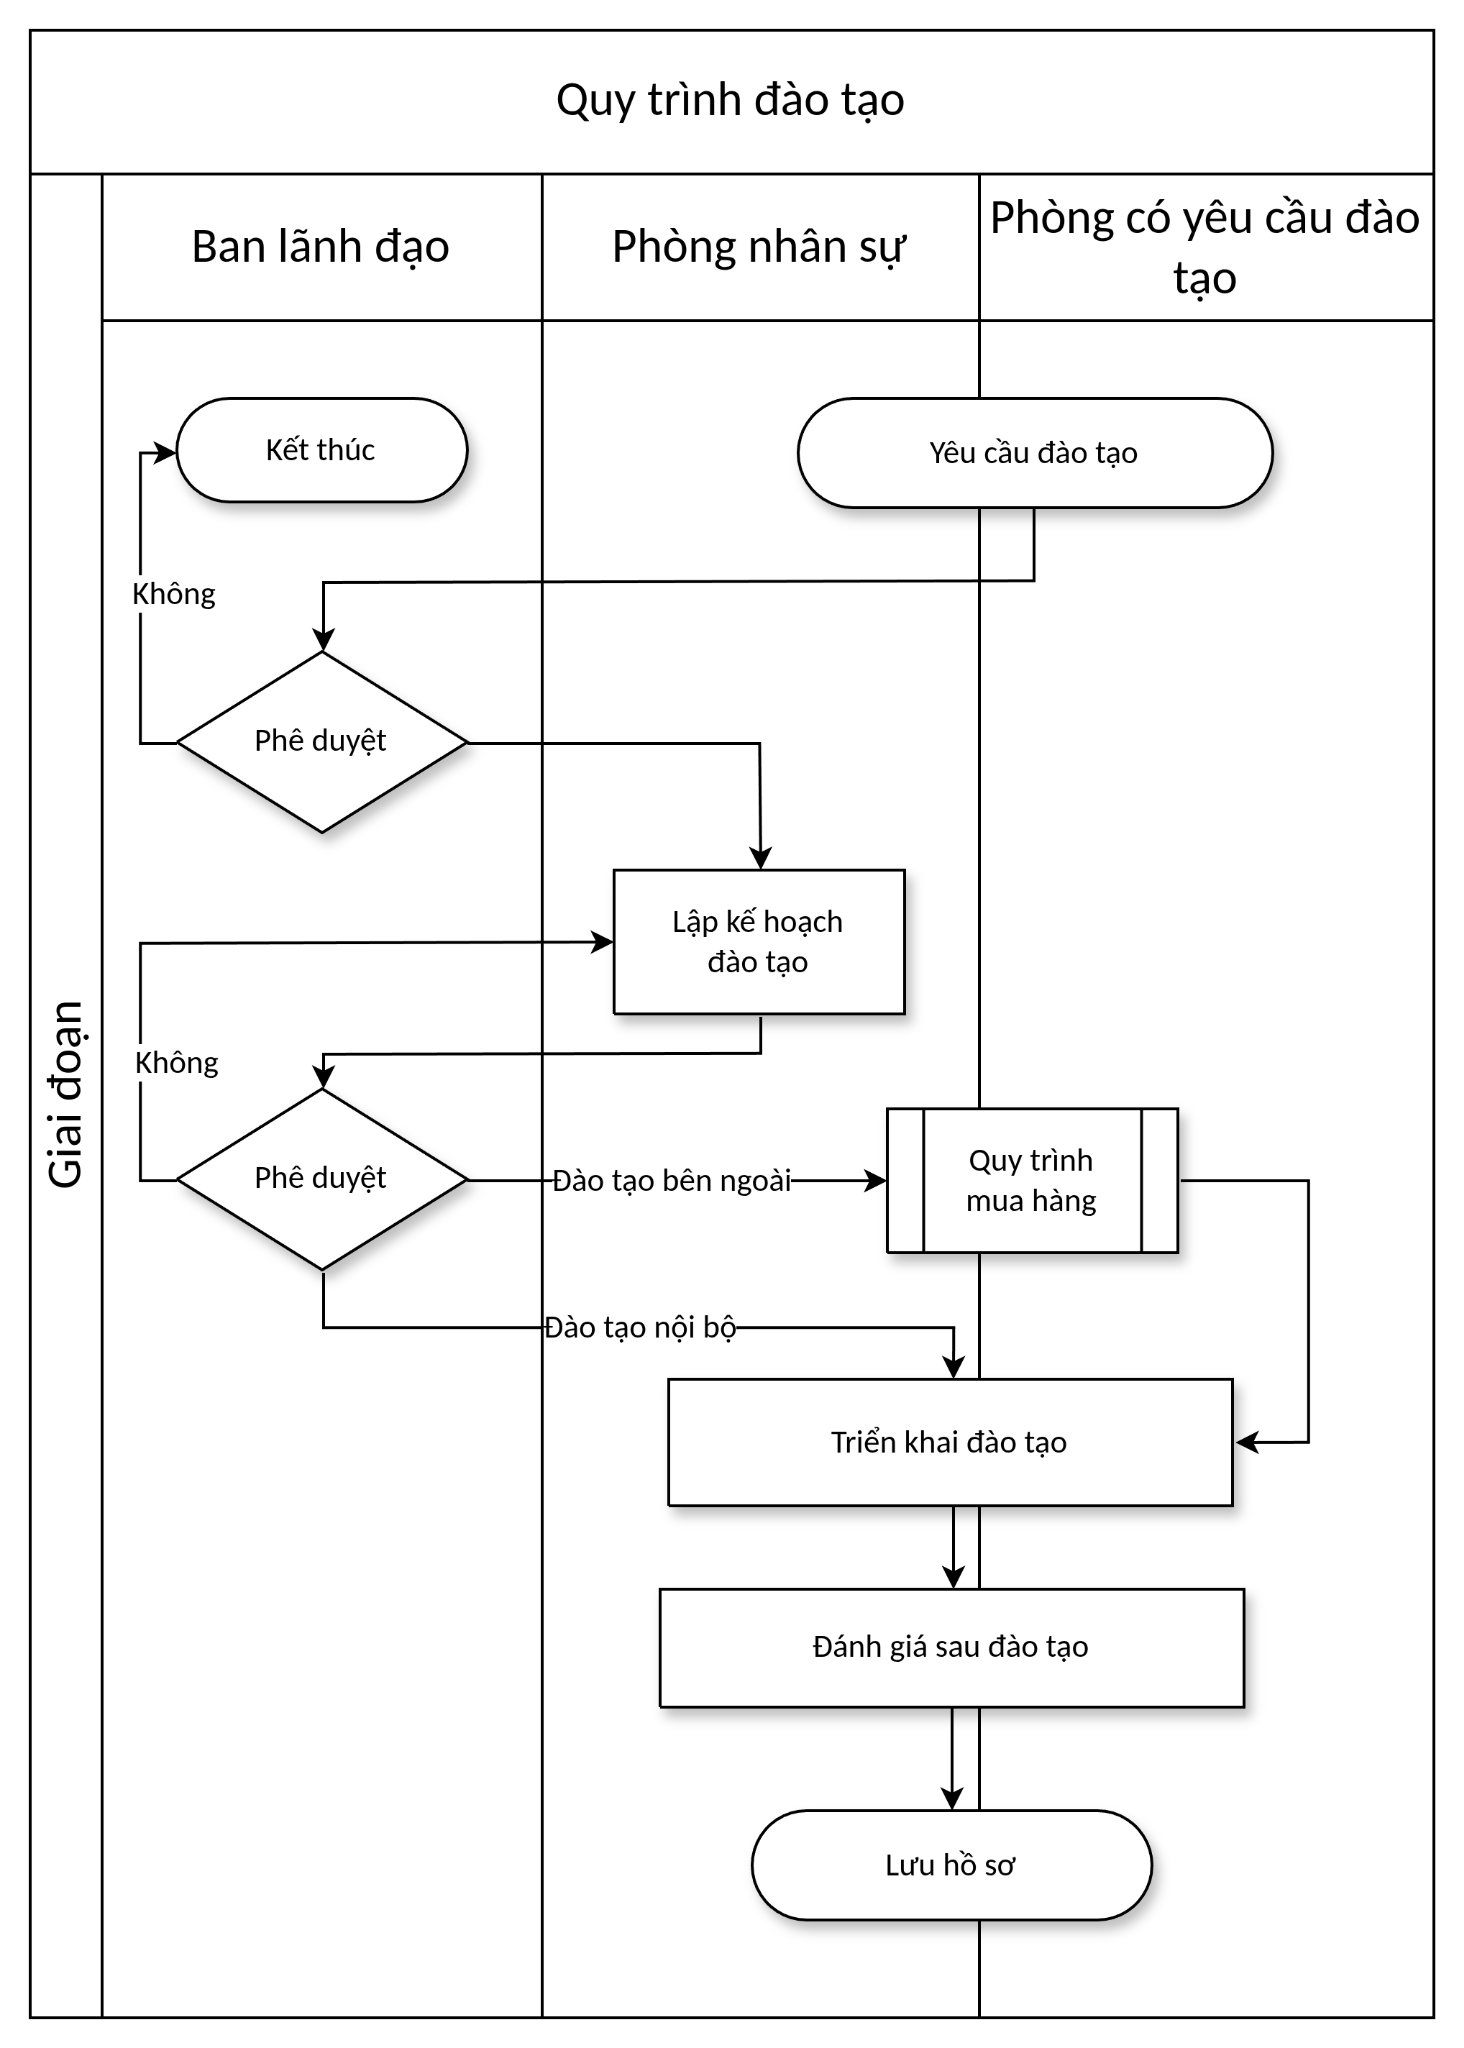 Quy trình đào tạo
Ban lãnh đạo
Phòng nhân sự
Phòng có yêu cầu đào
tạo
Giai đoạn
Kết thúc
Yêu cầu đào tạo
Không
Phê duyệt
Lập kế hoạch
đào tạo
Không
Phê duyệt
Đào tạo bên ngoài
Quy trình
mua hàng
Đào tạo nội bộ
Triển khai đào tạo
Đánh giá sau đào tạo
Lưu hồ sơ